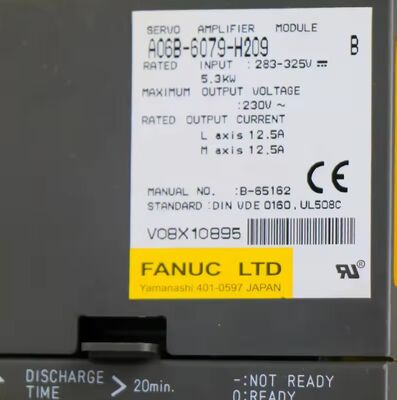 SERVO AMPLIFIER MODULE
A06B-6079-H209 B
RATED INPUT :283-325V ⎓
5.3kW
MAXIMUM OUTPUT VOLTAGE
:230V ~
RATED OUTPUT CURRENT
L axis 12.5A
M axis 12.5A
MANUAL NO. :B-65162
STANDARD :DIN VDE 0160, UL508C
CE
V08X10895
FANUC LTD
Yamanashi 401-0597 JAPAN
DISCHARGE
TIME > 20min.
-:NOT READY
0:READY